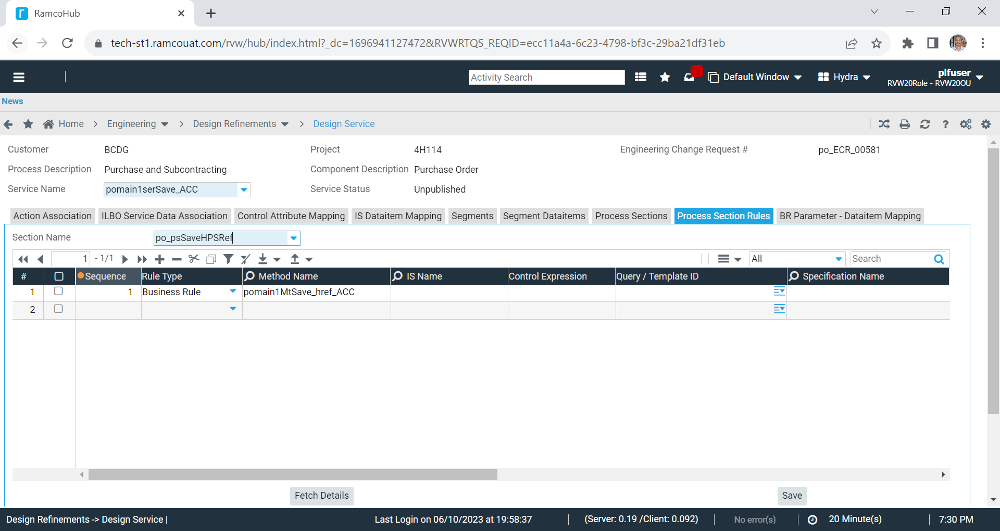 RamcoHub
tech-st1.ramcouat.com/rvw/hub/index.html?_dc=1696941127472&RVWRTQS_REQID=ecc11a4a-6c23-4798-bf3c-29ba21df31eb
Activity Search
Default Window
Hydra
plfuser
RVW20Role - RVW20OU
News
Home > Engineering > Design Refinements > Design Service
Customer BCDG Project 4H114 Engineering Change Request # po_ECR_00581
Process Description Purchase and Subcontracting Component Description Purchase Order
Service Name pomain1serSave_ACC Service Status Unpublished
Action Association ILBO Service Data Association Control Attribute Mapping IS Dataitem Mapping Segments Segment Dataitems Process Sections Process Section Rules BR Parameter - Dataitem Mapping
Section Name po_psSaveHPSRef
1 - 1/1 All Search
# Sequence Rule Type Method Name IS Name Control Expression Query / Template ID Specification Name
1 1 Business Rule pomain1MtSave_href_ACC
2
Fetch Details Save
Design Refinements -> Design Service | Last Login on 06/10/2023 at 19:58:37 (Server: 0.19 /Client: 0.092) No error(s) 20 Minute(s) 7:30 PM